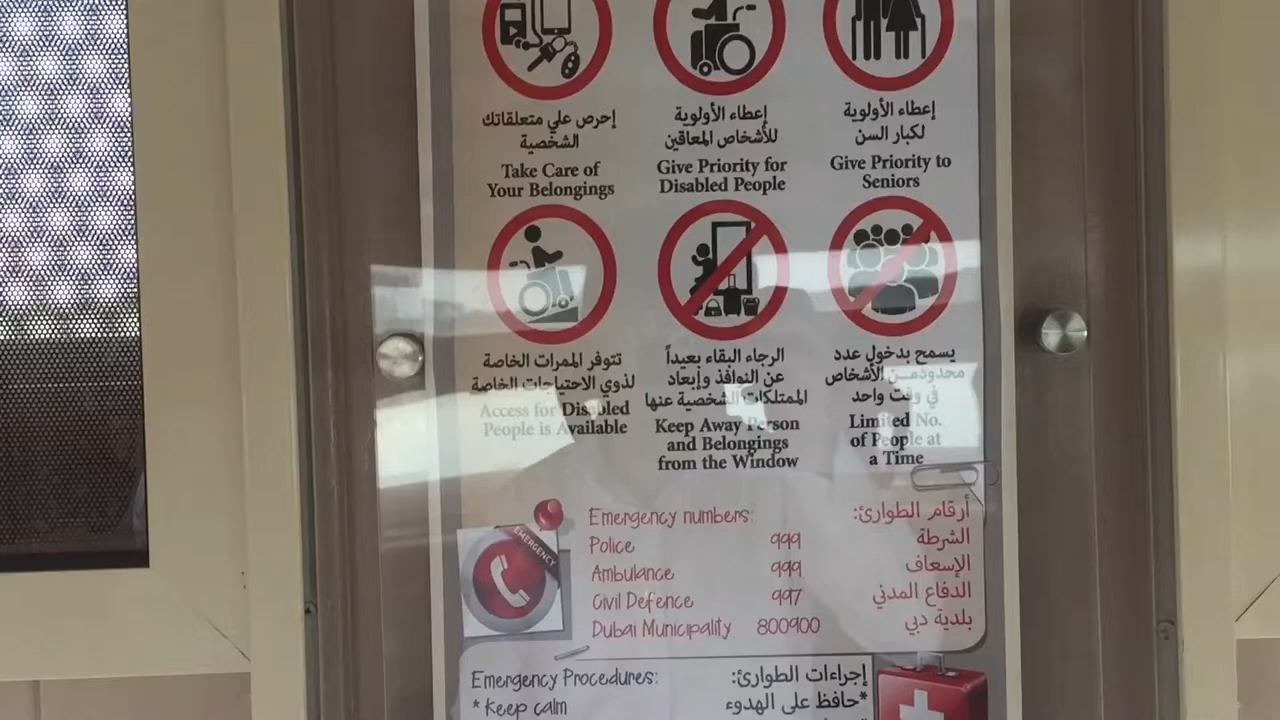 إحرص علي متعلقاتك
الشخصية
Take Care of
Your Belongings
إعطاء الأولوية
للأشخاص المعاقين
Give Priority for
Disabled People
إعطاء الأولوية
لكبار السن
Give Priority to
Seniors
تتوفر الممرات الخاصة
لذوي الاحتياجات الخاصة
Access for Disabled
People is Available
الرجاء البقاء بعيداً
عن النوافذ وإبعاد
الممتلكات الشخصية عنها
Keep Away Person
and Belongings
from the Window
يسمح بدخول عدد
محدود من الأشخاص
في وقت واحد
Limited No.
of People at
a Time
EMERGENCY
Emergency numbers: أرقام الطوارئ:
Police 999 الشرطة
Ambulance 999 الإسعاف
Civil Defence 997 الدفاع المدني
Dubai Municipality 800900 بلدية دبي
Emergency Procedures: إجراءات الطوارئ:
* Keep calm *حافظ على الهدوء